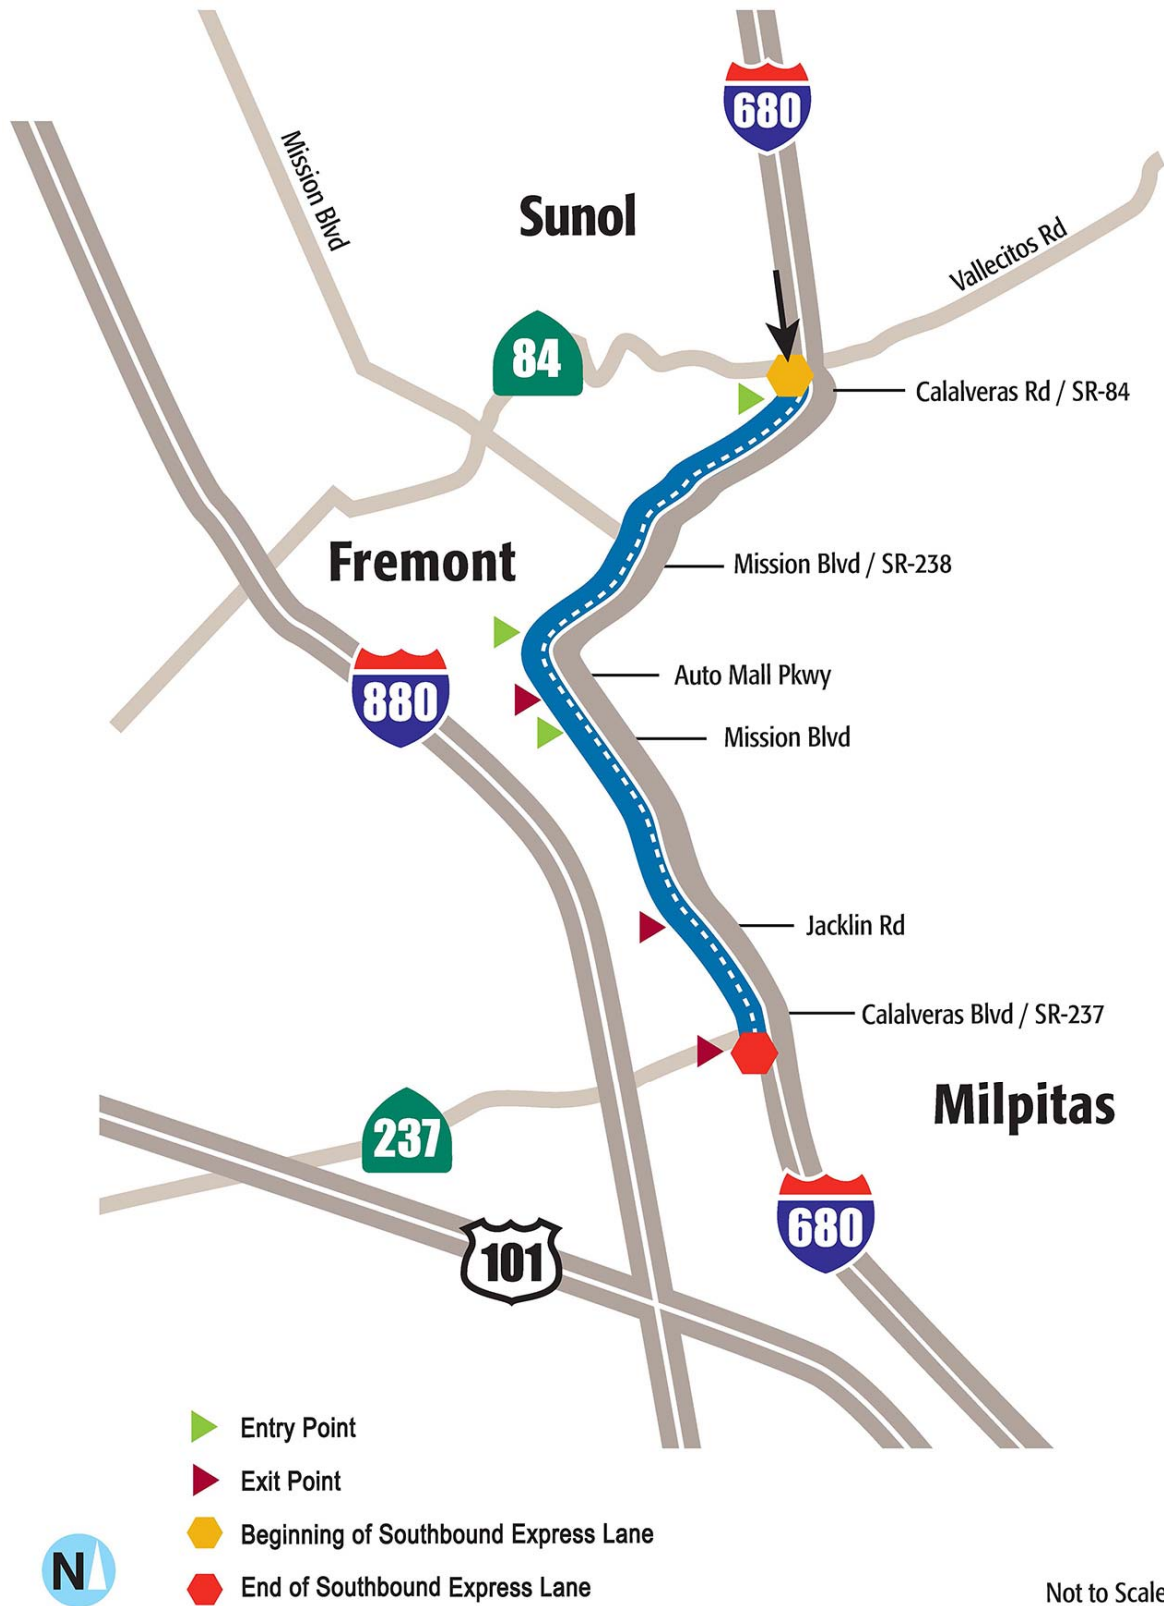 680
Mission Blvd
Sunol
Vallecitos Rd
84
Calalveras Rd / SR-84
Fremont
Mission Blvd / SR-238
Auto Mall Pkwy
880
Mission Blvd
Jacklin Rd
Calalveras Blvd / SR-237
Milpitas
237
680
101
Entry Point
Exit Point
Beginning of Southbound Express Lane
N
End of Southbound Express Lane
Not to Scale